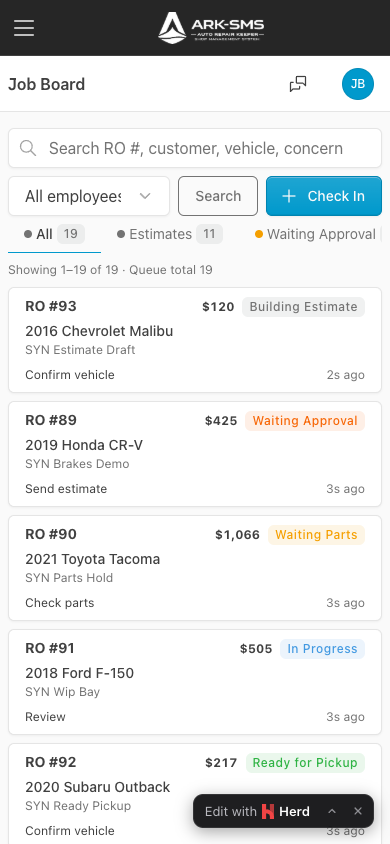 ARK-SMS
AUTO REPAIR KEEPER
SHOP MANAGEMENT SYSTEM
Job Board
JB
Search RO #, customer, vehicle, concern
All employees
Search
Check In
All 19
Estimates 11
Waiting Approval
Showing 1–19 of 19 · Queue total 19
RO #93
$120 Building Estimate
2016 Chevrolet Malibu
SYN Estimate Draft
Confirm vehicle
2s ago
RO #89
$425 Waiting Approval
2019 Honda CR-V
SYN Brakes Demo
Send estimate
3s ago
RO #90
$1,066 Waiting Parts
2021 Toyota Tacoma
SYN Parts Hold
Check parts
3s ago
RO #91
$505 In Progress
2018 Ford F-150
SYN Wip Bay
Review
3s ago
RO #92
$217 Ready for Pickup
2020 Subaru Outback
SYN Ready Pickup
Edit with Herd
Confirm vehicle
3s ago